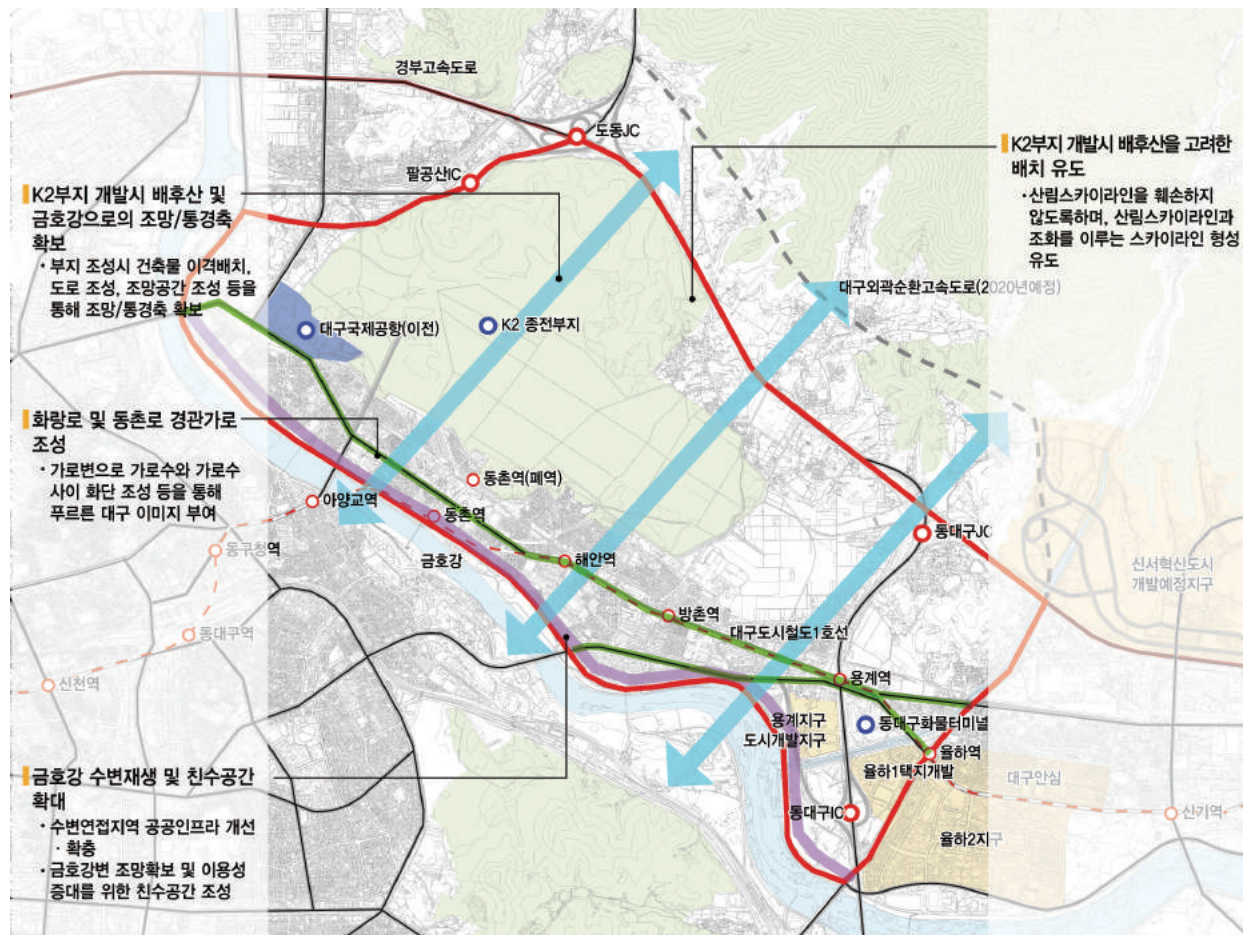 경부고속도로
도동JC
팔공산IC
K2부지 개발시 배후산을 고려한
배치 유도
· 산림스카이라인을 훼손하지
않도록하며, 산림스카이라인과
조화를 이루는 스카이라인 형성
유도
K2부지 개발시 배후산 및
금호강으로의 조망/통경축
확보
· 부지 조성시 건축물 이격배치,
도로 조성, 조망공간 조성 등을
통해 조망/통경축 확보
대구외곽순환고속도로(2020년예정)
대구국제공항(이전)
K2 종전부지
화랑로 및 동촌로 경관가로
조성
· 가로변으로 가로수와 가로수
사이 화단 조성 등을 통해
푸르른 대구 이미지 부여
동촌역(폐역)
아양교역
동촌역
동구청역
금호강
해안역
동대구JC
신서혁신도시
개발예정지구
방촌역
동대구역
대구도시철도1호선
신천역
용계역
용계지구
도시개발지구
동대구화물터미널
율하역
율하1택지개발
대구안심
금호강 수변재생 및 친수공간
확대
· 수변연접지역 공공인프라 개선
· 확충
· 금호강변 조망확보 및 이용성
증대를 위한 친수공간 조성
동대구IC
신기역
율하2지구